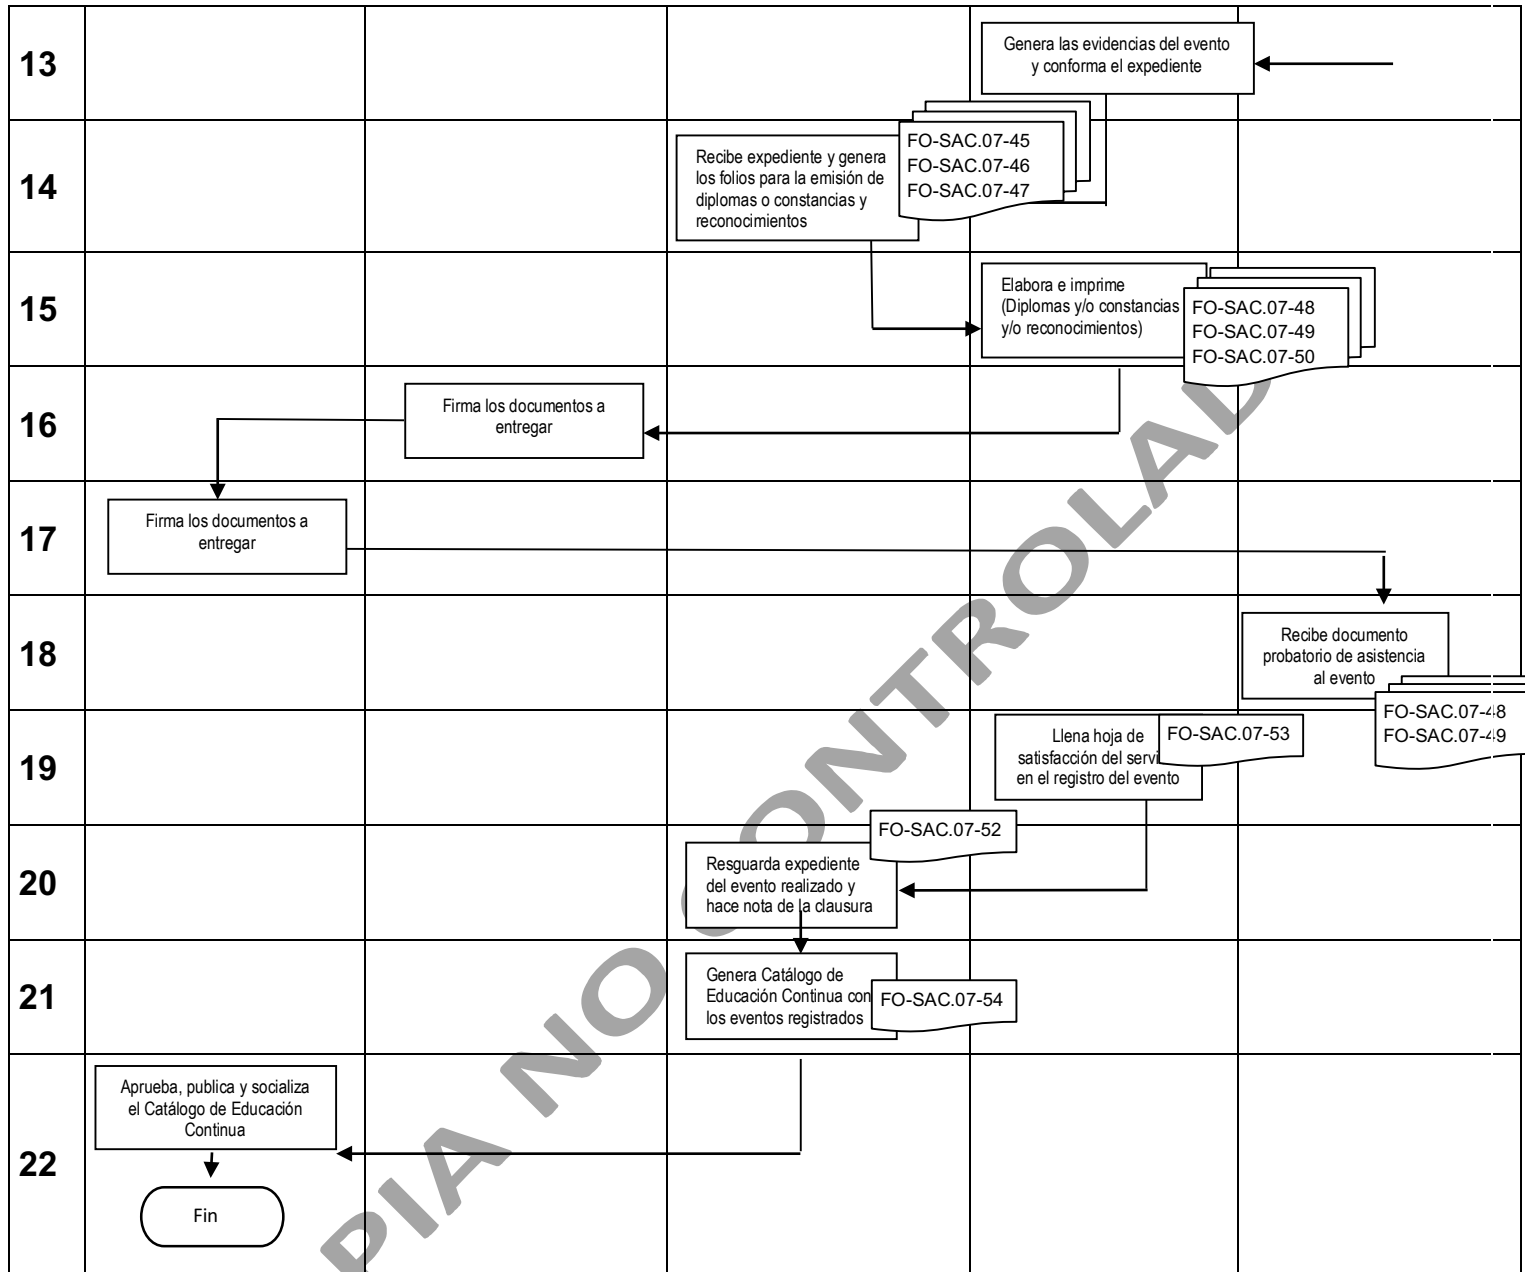 13
Genera las evidencias del evento
y conforma el expediente
14
Recibe expediente y genera
los folios para la emisión de
diplomas o constancias y
reconocimientos
FO-SAC.07-45
FO-SAC.07-46
FO-SAC.07-47
15
Elabora e imprime
(Diplomas y/o constancias
y/o reconocimientos)
FO-SAC.07-48
FO-SAC.07-49
FO-SAC.07-50
16
Firma los documentos a
entregar
17
Firma los documentos a
entregar
18
Recibe documento
probatorio de asistencia
al evento
FO-SAC.07-48
FO-SAC.07-49
19
Llena hoja de
satisfacción del servi
en el registro del evento
FO-SAC.07-53
20
Resguarda expediente
del evento realizado y
hace nota de la clausura
FO-SAC.07-52
21
Genera Catálogo de
Educación Continua con
los eventos registrados
FO-SAC.07-54
22
Aprueba, publica y socializa
el Catálogo de Educación
Continua
Fin
PIA NO CONTROLAD